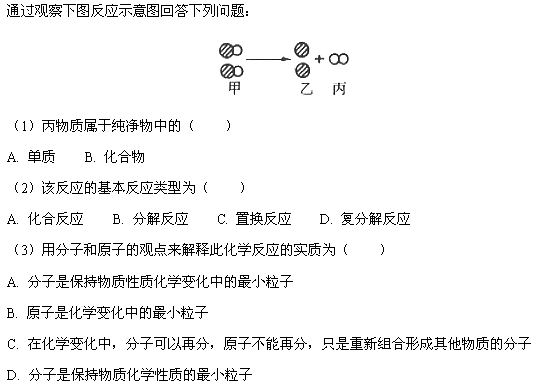 通过观察下图反应示意图回答下列问题：
+
甲 乙 丙
（1）丙物质属于纯净物中的（  ）
A. 单质  B. 化合物
（2）该反应的基本反应类型为（  ）
A. 化合反应  B. 分解反应  C. 置换反应  D. 复分解反应
（3）用分子和原子的观点来解释此化学反应的实质为（  ）
A. 分子是保持物质性质化学变化中的最小粒子
B. 原子是化学变化中的最小粒子
C. 在化学变化中，分子可以再分，原子不能再分，只是重新组合形成其他物质的分子
D. 分子是保持物质化学性质的最小粒子